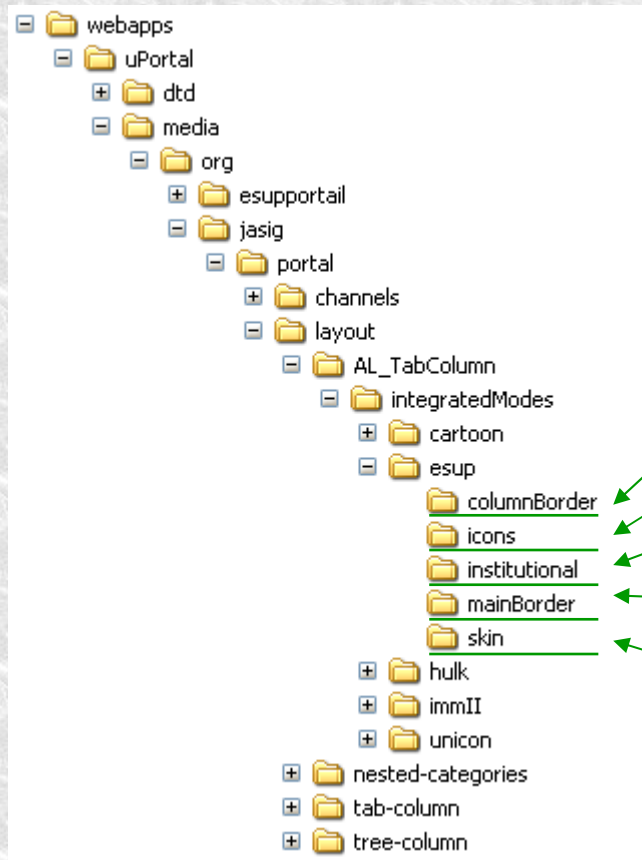 webapps
uPortal
dtd
media
org
esupportail
jasig
portal
channels
layout
AL_TabColumn
integratedModes
cartoon
esup
columnBorder
icons
institutional
mainBorder
skin
hulk
immII
unicon
nested-categories
tab-column
tree-column